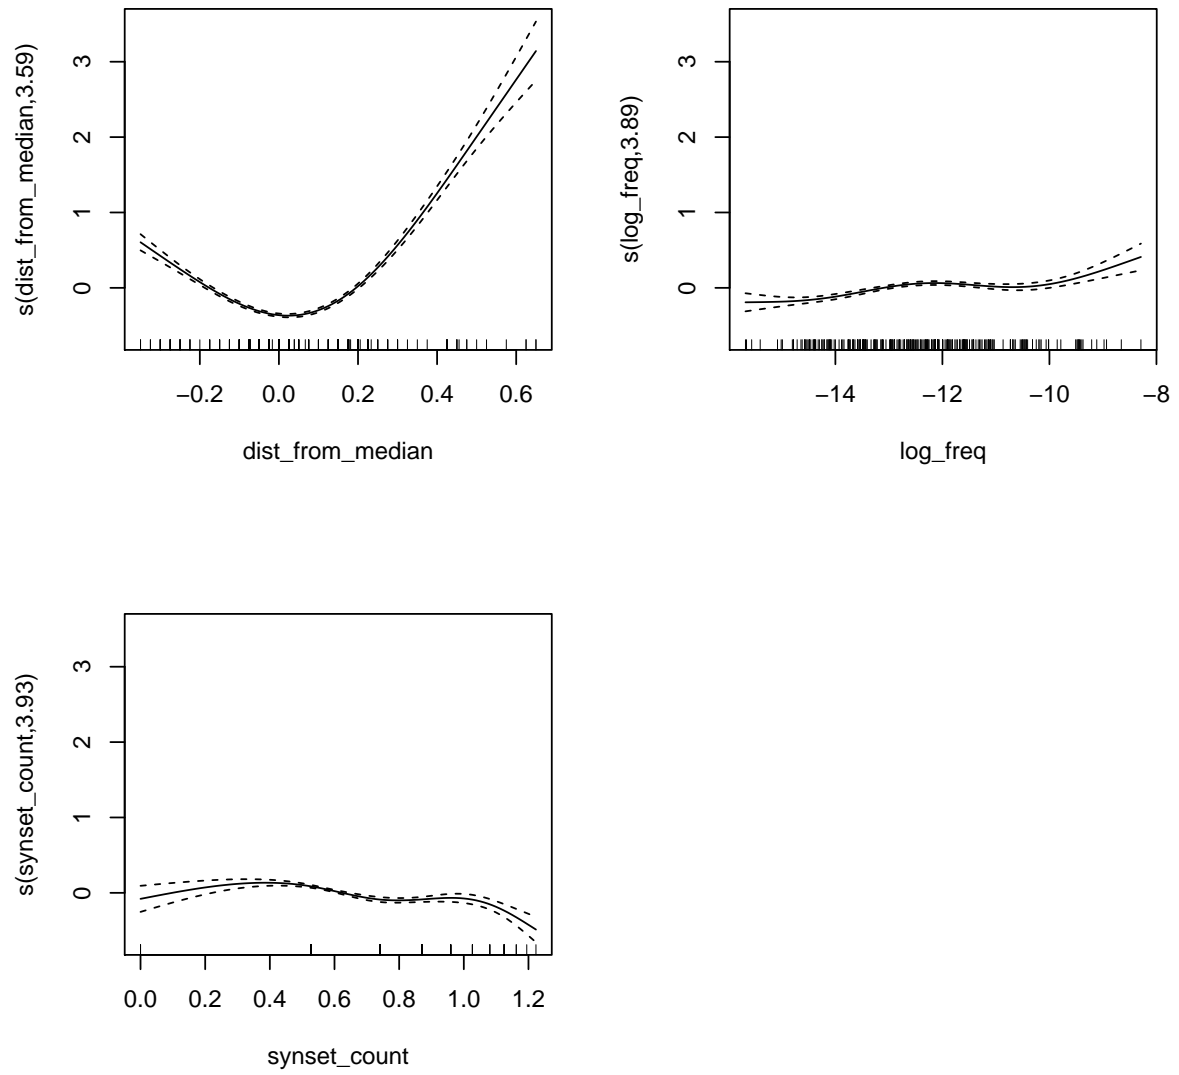 s(dist_from_median,3.59)
3
2
1
0
−0.2 0.0 0.2 0.4 0.6
dist_from_median
s(log_freq,3.89)
3
2
1
0
−14 −12 −10 −8
log_freq
s(synset_count,3.93)
3
2
1
0
0.0 0.2 0.4 0.6 0.8 1.0 1.2
synset_count